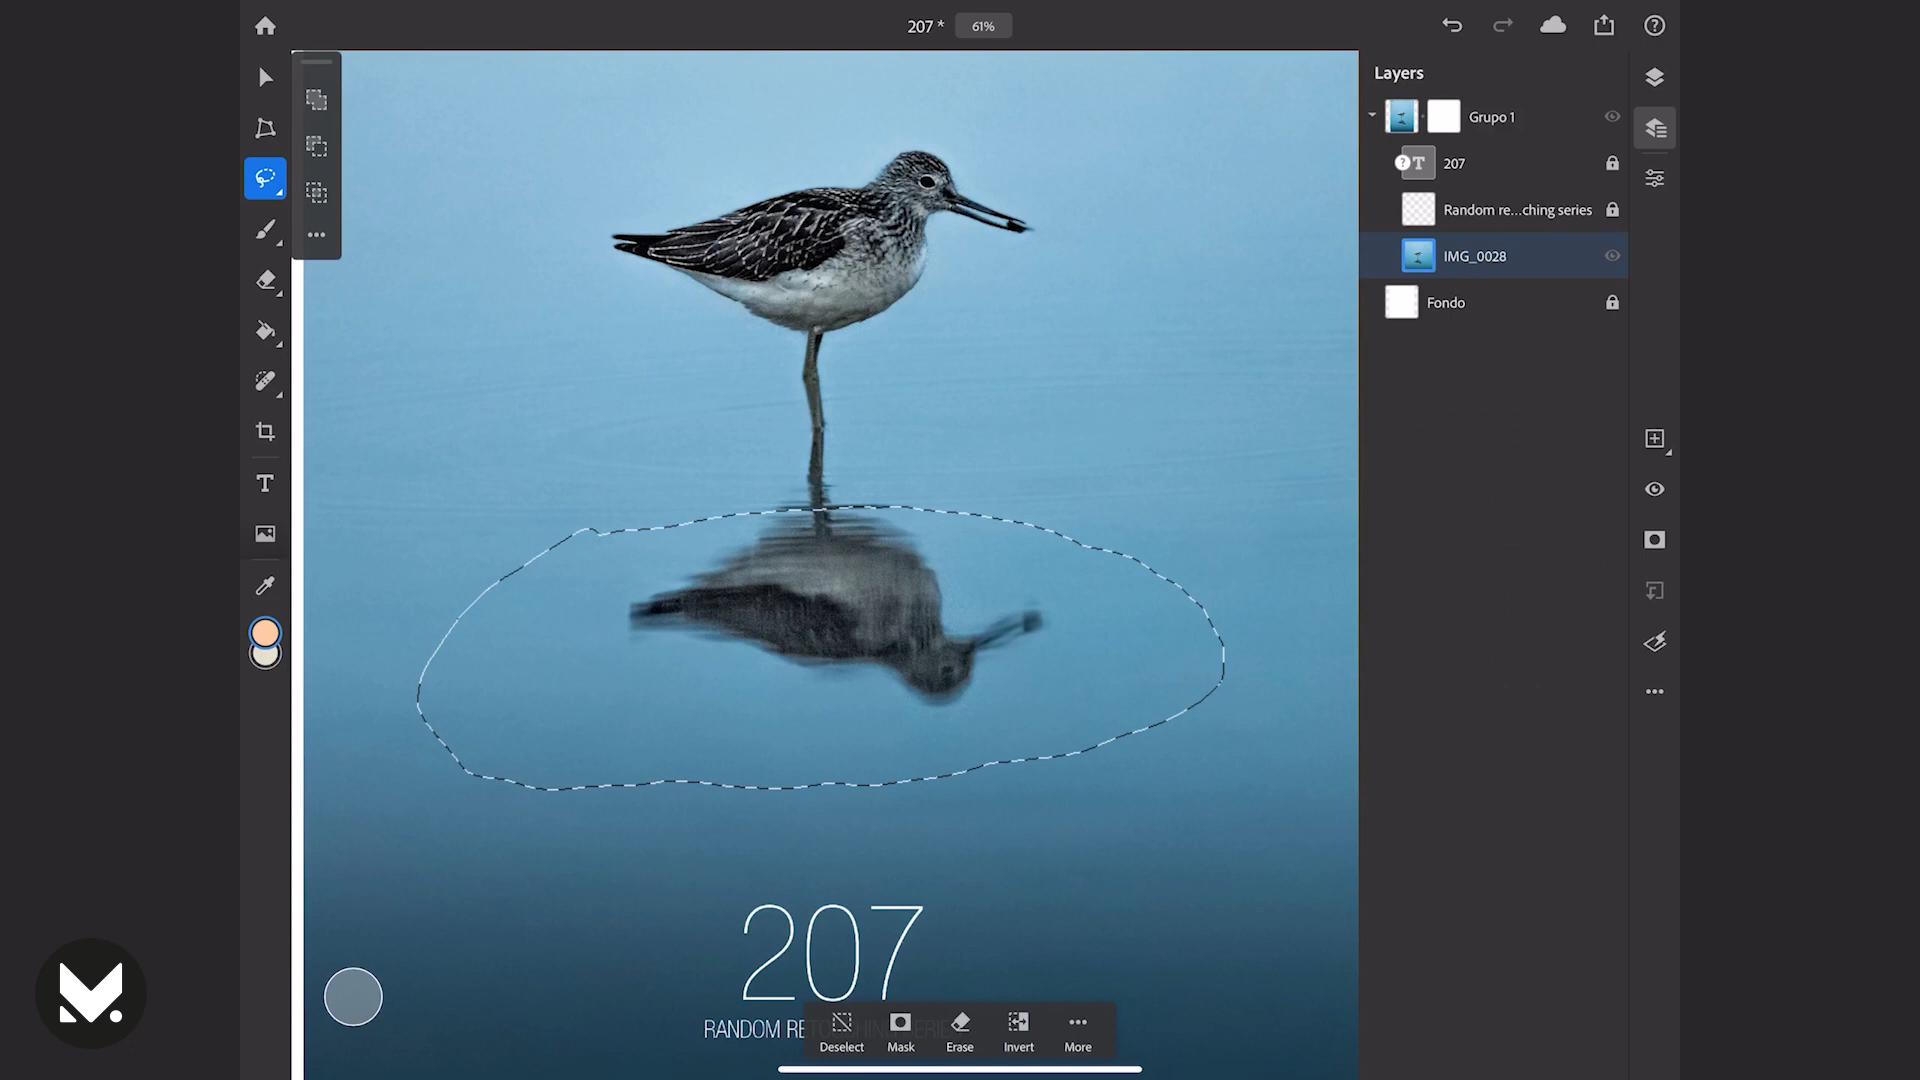 207 *
61%
Layers
Grupo 1
T
207
Random re...ching series
IMG_0028
Fondo
T
207
RANDOM RE
Deselect
Mask
Erase
Invert
More